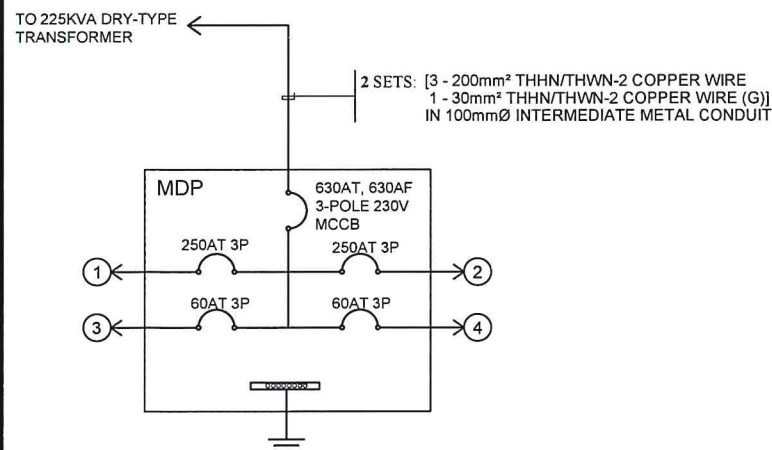 TO 225KVA DRY-TYPE
TRANSFORMER
2 SETS: [3 - 200mm² THHN/THWN-2 COPPER WIRE
1 - 30mm² THHN/THWN-2 COPPER WIRE (G)]
IN 100mmØ INTERMEDIATE METAL CONDUIT
MDP
630AT, 630AF
3-POLE 230V
MCCB
250AT 3P
250AT 3P
1
2
60AT 3P
60AT 3P
3
4